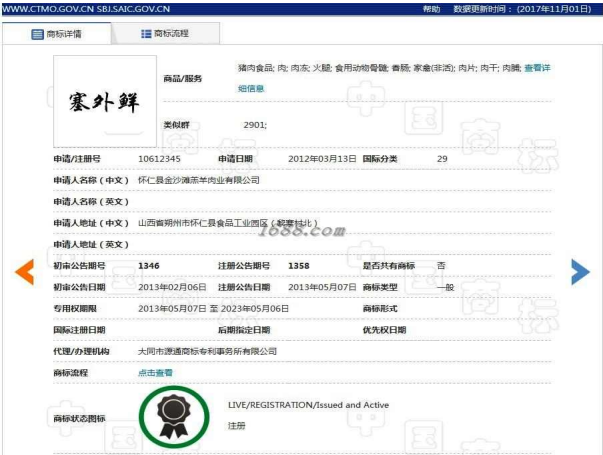 WWW.CTMO.GOV.CN SBJ.SAIC.GOV.CN 帮助 数据更新时间：(2017年11月01日)
商标详情 商标流程
塞外鲜
商品/服务 猪肉食品; 肉; 肉冻; 火腿; 食用动物骨髓; 香肠; 家禽(非活); 肉片; 肉干; 肉脯; 查看详
细信息
类似群 2901;
申请/注册号 10612345 申请日期 2012年03月13日 国际分类 29
申请人名称（中文） 怀仁县金沙滩羔羊肉业有限公司
申请人名称（英文）
申请人地址（中文） 山西省朔州市怀仁县食品工业园区（ 寨村北）
1688.com
申请人地址（英文）
初审公告期号 1346 注册公告期号 1358 是否共有商标 否
初审公告日期 2013年02月06日 注册公告日期 2013年05月07日 商标类型 一般
专用权期限 2013年05月07日 至 2023年05月06日 商标形式
国际注册日期 后期指定日期 优先权日期
代理/办理机构 大同市源通商标专利事务所有限公司
商标流程 点击查看
商标状态图标 LIVE/REGISTRATION/Issued and Active
注册
中国商标